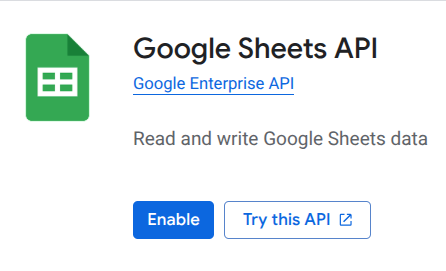 Google Sheets API
Google Enterprise API
Read and write Google Sheets data
Enable
Try this API